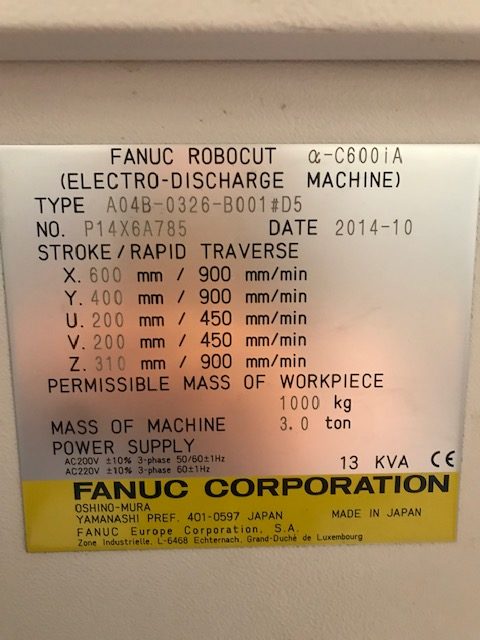 FANUC ROBOCUT α-C600iA
(ELECTRO-DISCHARGE MACHINE)
TYPE A04B-0326-B001#D5
NO. P14X6A785 DATE 2014-10
STROKE/RAPID TRAVERSE
X. 600 mm / 900 mm/min
Y. 400 mm / 900 mm/min
U. 200 mm / 450 mm/min
V. 200 mm / 450 mm/min
Z. 310 mm / 900 mm/min
PERMISSIBLE MASS OF WORKPIECE
1000 kg
MASS OF MACHINE 3.0 ton
POWER SUPPLY
AC200V ±10% 3-phase 50/60±1Hz
AC220V ±10% 3-phase 60±1Hz 13 KVA CE
FANUC CORPORATION
OSHINO-MURA
YAMANASHI PREF. 401-0597 JAPAN MADE IN JAPAN
FANUC Europe Corporation, S.A.
Zone Industrielle, L-6468 Echternach, Grand-Duché de Luxembourg